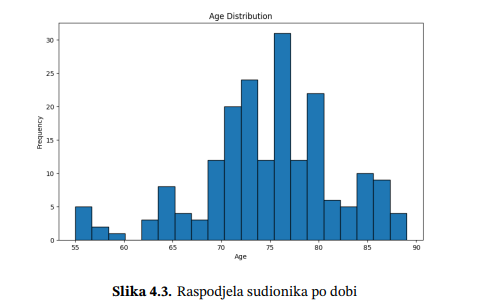 Age Distribution
30
25
20
15
10
5
0
Frequency
55 60 65 70 75 80 85 90
Age
Slika 4.3. Raspodjela sudionika po dobi